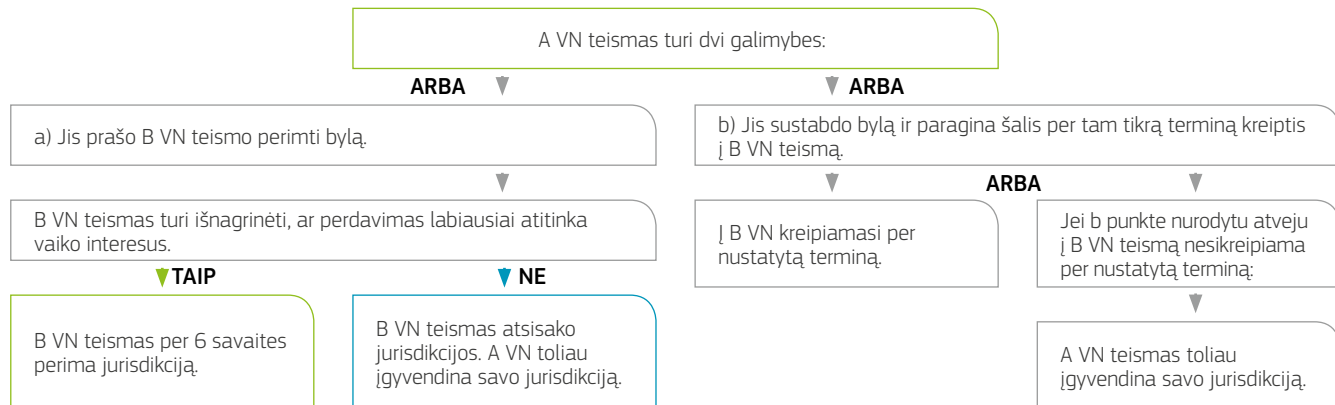 A VN teismas turi dvi galimybes:
ARBA
ARBA
a) Jis prašo B VN teismo perimti bylą.
b) Jis sustabdo bylą ir paragina šalis per tam tikrą terminą kreiptis
į B VN teismą.
ARBA
B VN teismas turi išnagrinėti, ar perdavimas labiausiai atitinka
vaiko interesus.
Į B VN kreipiamasi per
nustatytą terminą.
Jei b punkte nurodytu atveju
į B VN teismą nesikreipiama
per nustatytą terminą:
TAIP
NE
B VN teismas per 6 savaites
perima jurisdikciją.
B VN teismas atsisako
jurisdikcijos. A VN toliau
įgyvendina savo jurisdikciją.
A VN teismas toliau
įgyvendina savo jurisdikciją.